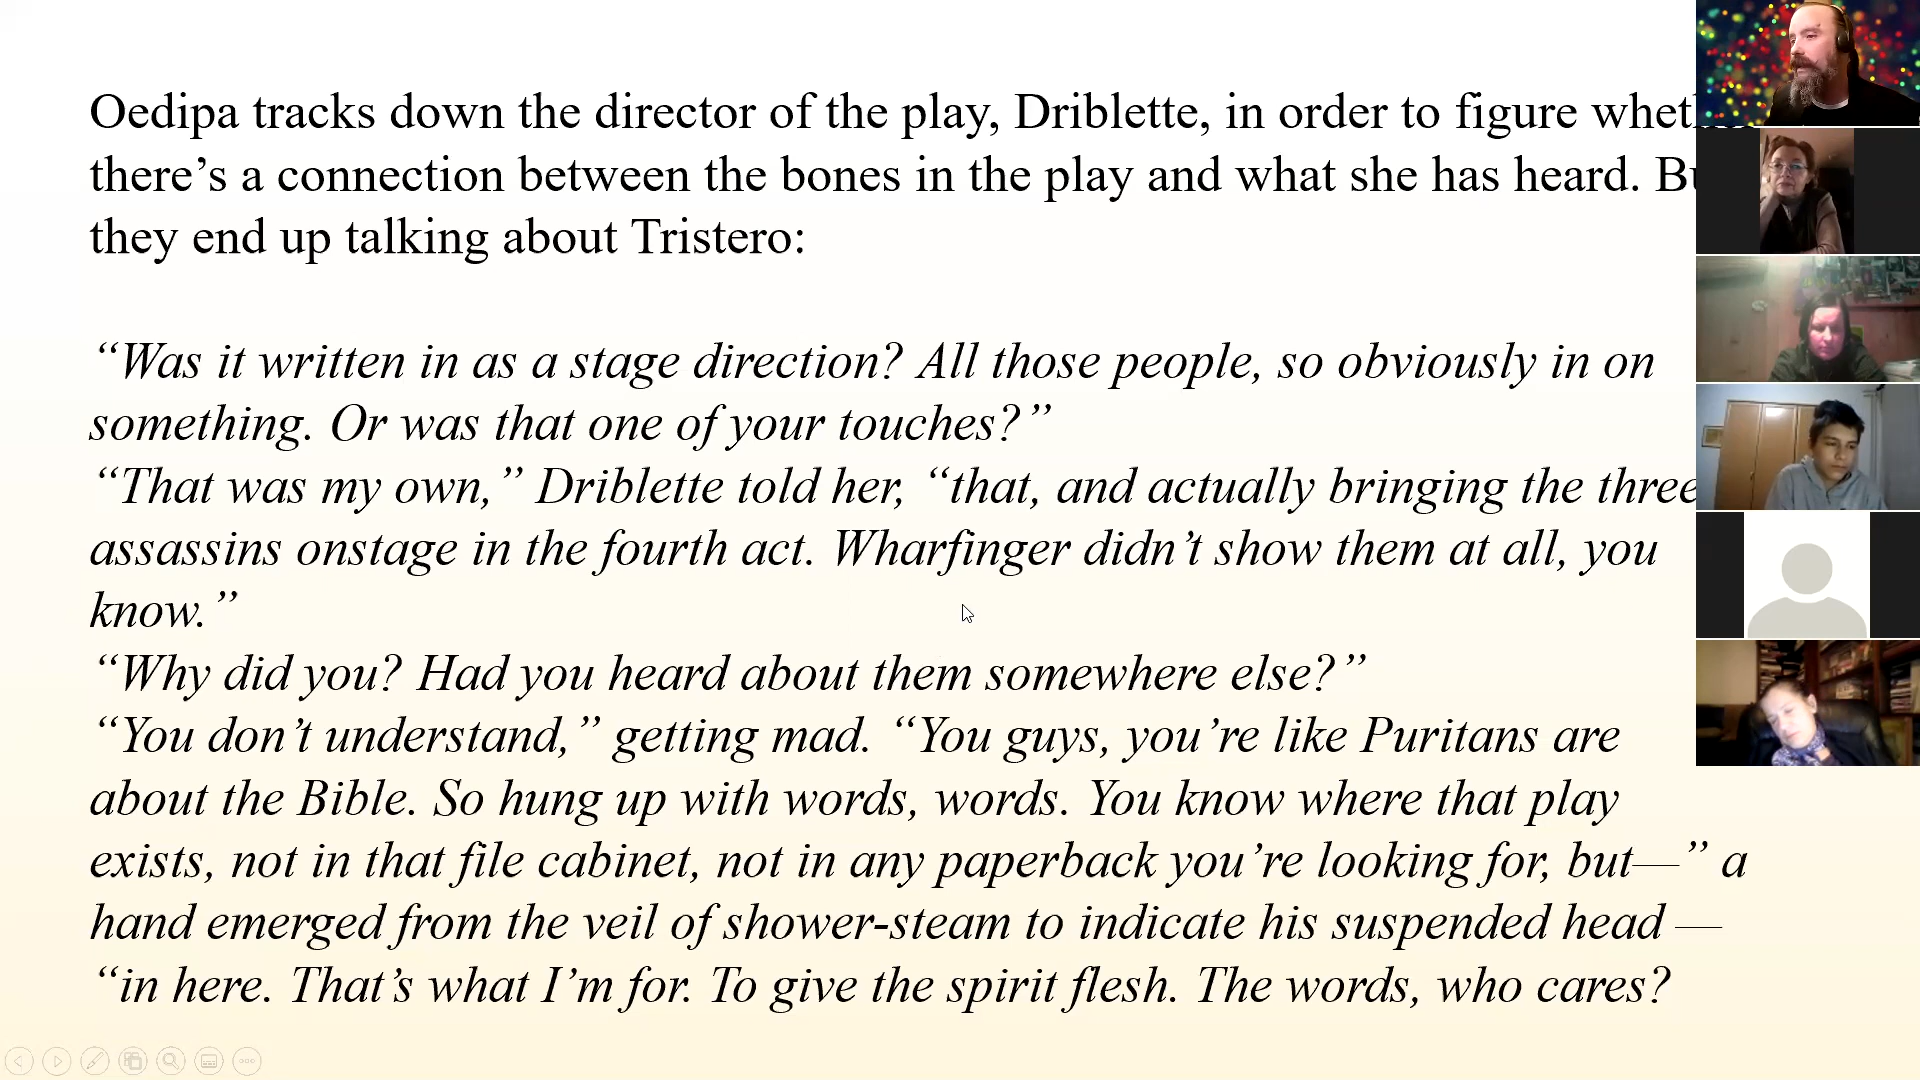 Oedipa tracks down the director of the play, Driblette, in order to figure
there’s a connection between the bones in the play and what she has heard.
they end up talking about Tristero:
“Was it written in as a stage direction? All those people, so obviously in on
something. Or was that one of your touches?”
“That was my own,” Driblette told her, “that, and actually bringing the three
assassins onstage in the fourth act. Wharfinger didn’t show them at all, you
know.”
“Why did you? Had you heard about them somewhere else?”
“You don’t understand,” getting mad. “You guys, you’re like Puritans are
about the Bible. So hung up with words, words. You know where that play
exists, not in that file cabinet, not in any paperback you’re looking for, but—” a
hand emerged from the veil of shower-steam to indicate his suspended head —
“in here. That’s what I’m for. To give the spirit flesh. The words, who cares?